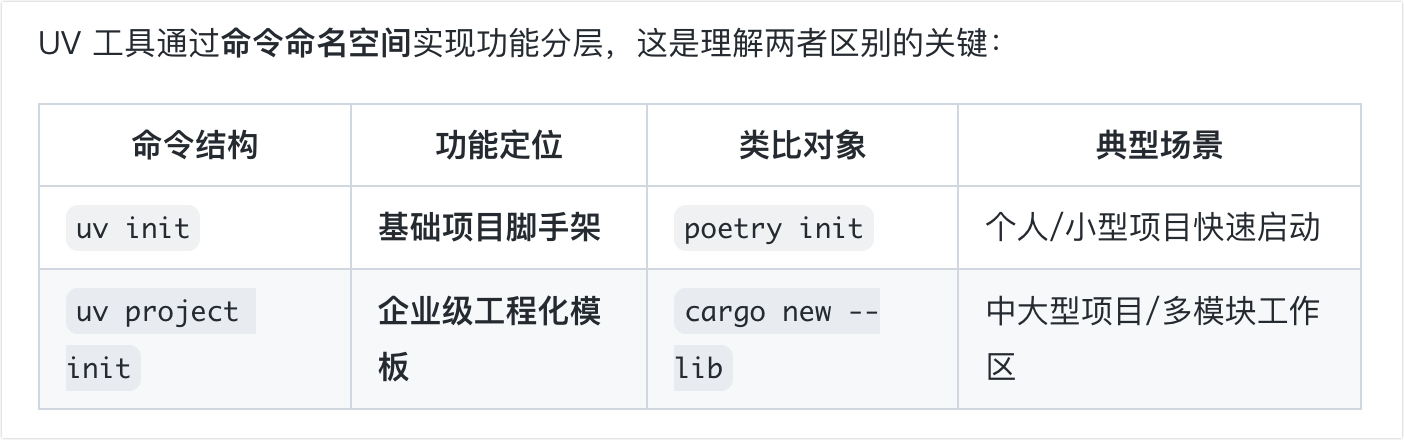 UV 工具通过命令命名空间实现功能分层，这是理解两者区别的关键：
命令结构 功能定位 类比对象 典型场景
uv init 基础项目脚手架 poetry init 个人/小型项目快速启动
uv project 企业级工程化模 cargo new -- 中大型项目/多模块工作
init 板 lib 区